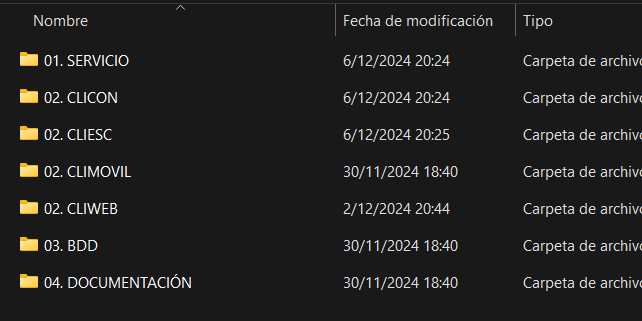 Nombre Fecha de modificación Tipo
01. SERVICIO 6/12/2024 20:24 Carpeta de archivo
02. CLICON 6/12/2024 20:24 Carpeta de archivo
02. CLIESC 6/12/2024 20:25 Carpeta de archivo
02. CLIMOVIL 30/11/2024 18:40 Carpeta de archivo
02. CLIWEB 2/12/2024 20:44 Carpeta de archivo
03. BDD 30/11/2024 18:40 Carpeta de archivo
04. DOCUMENTACIÓN 30/11/2024 18:40 Carpeta de archivo